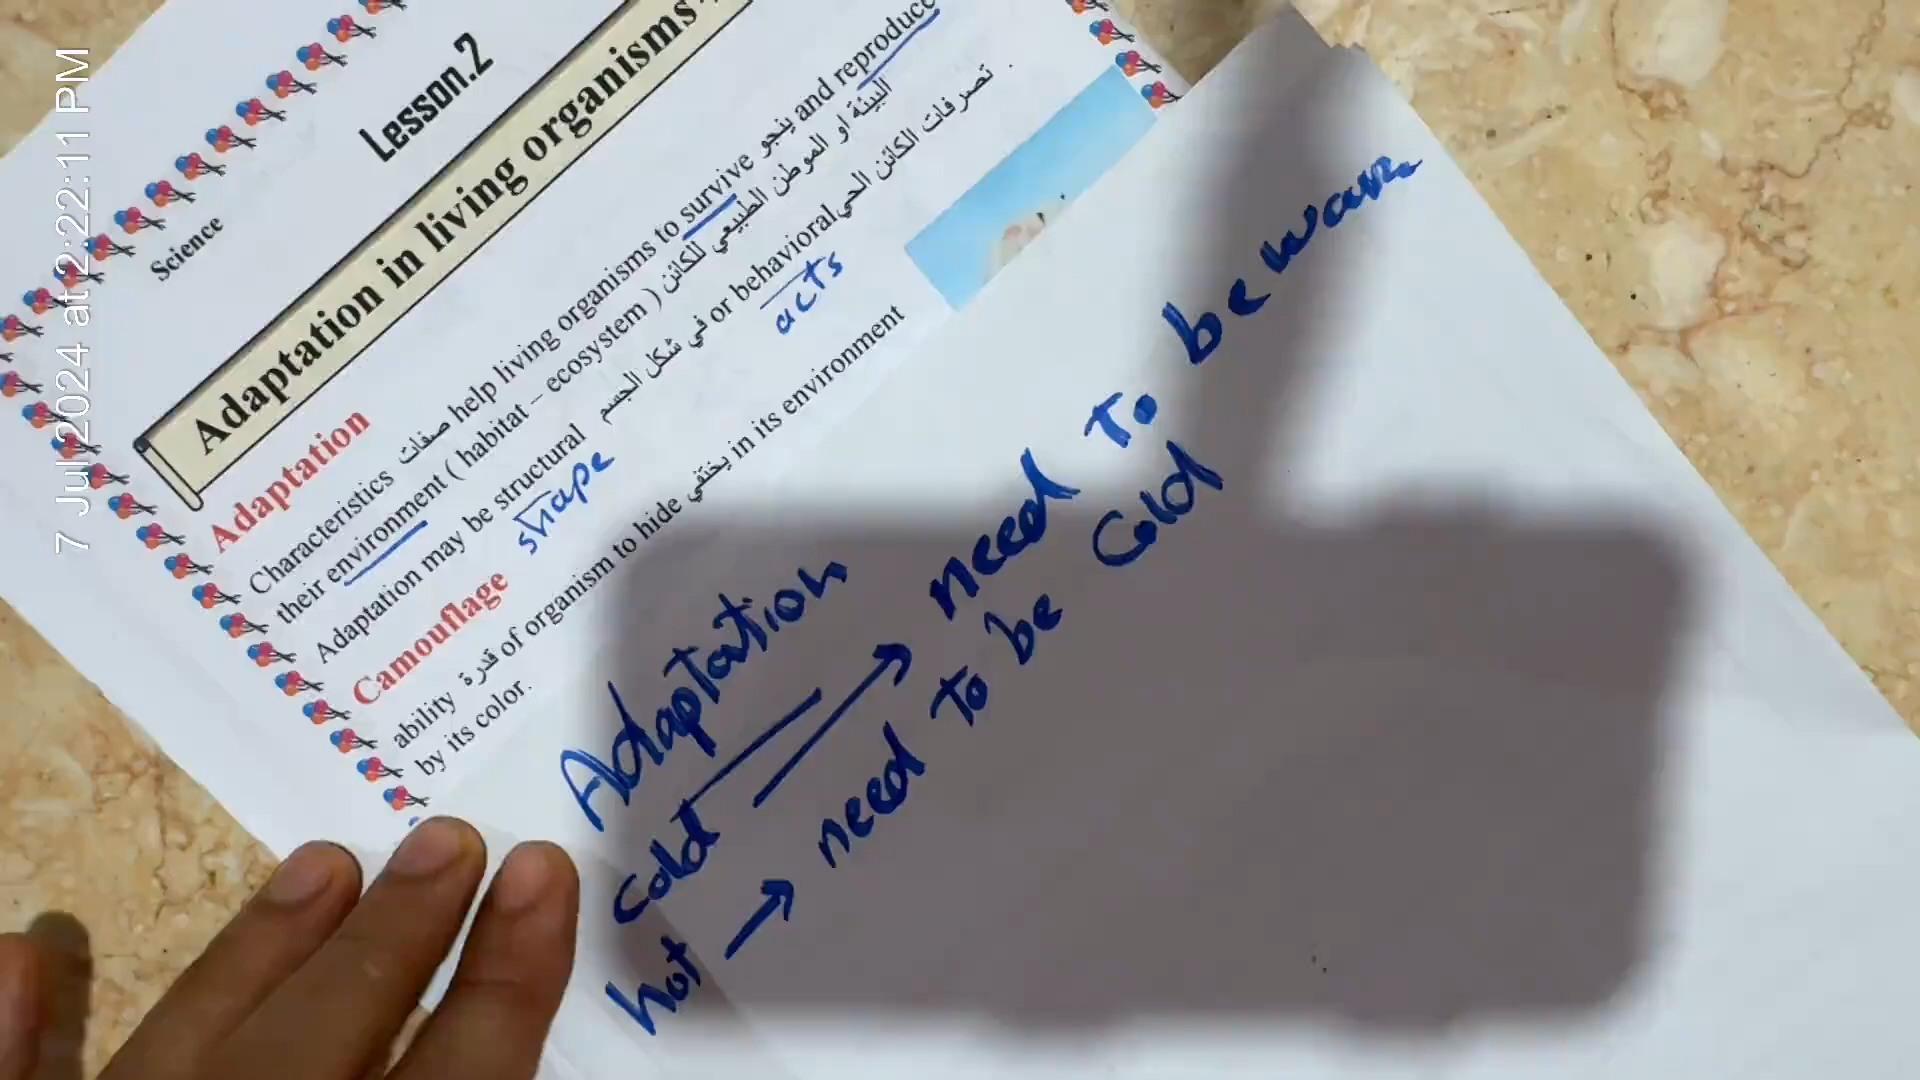 7 Jul 2024 at 2:22:11 PM
Science
Lesson.2
Adaptation in living organisms
Adaptation
Characteristics صفات help living organisms to survive ينجو and reproduce
their environment ( habitat – ecosystem ) البيئة او الموطن الطبيعي للكائن
Adaptation may be structural في شكل الجسم or behavioral تصرفات الكائن الحي .
shape
acts
Camouflage
ability قدرة of organism to hide يختفي in its environment
by its color.
Adaptation
cold → need To be warm
hot → need To be Cold